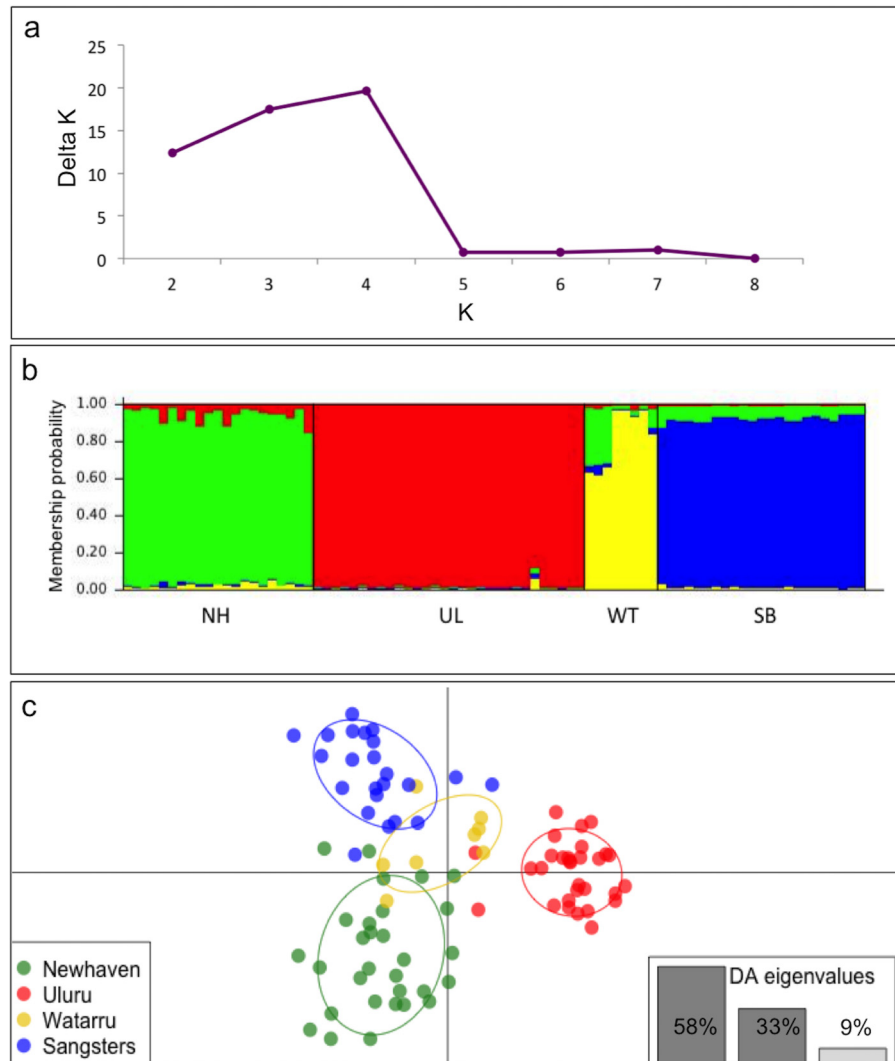 a
25
20
15
10
5
0
Delta K
2 3 4 5 6 7 8
K
b
1.00
0.80
0.60
0.40
0.20
0.00
Membership probability
NH UL WT SB
c
Newhaven
Uluru
Watarru
Sangsters
DA eigenvalues
58% 33% 9%